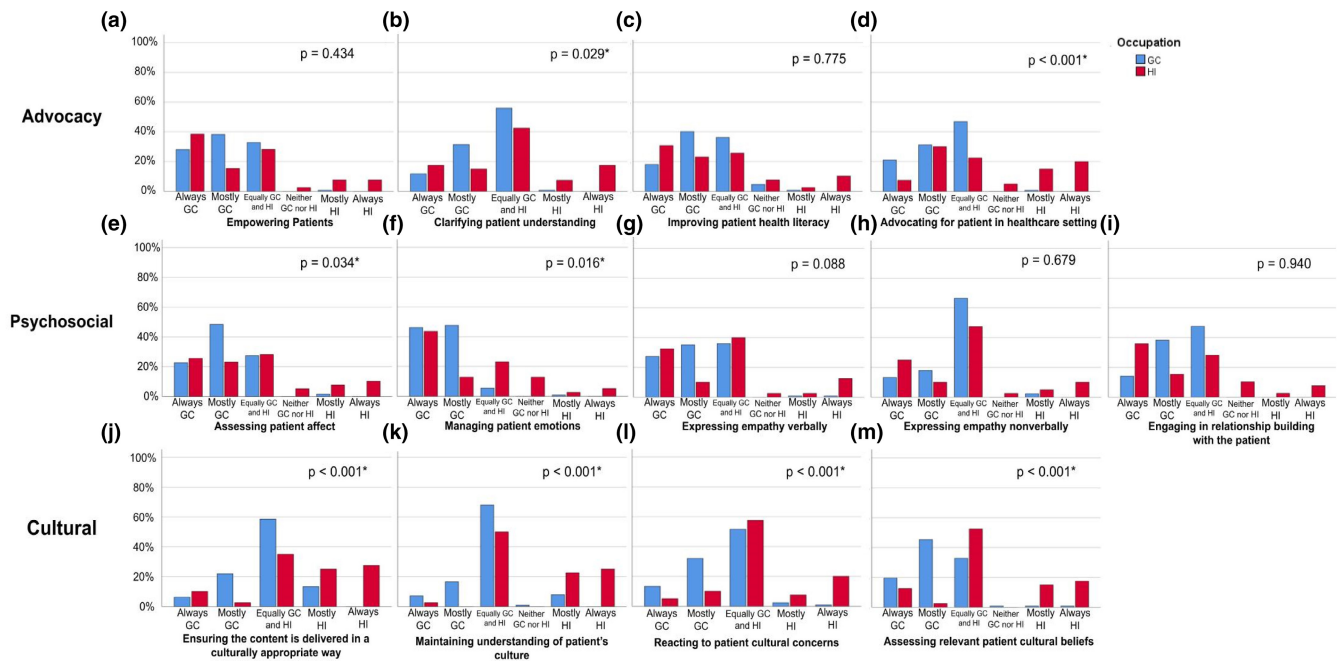 (a) (b) (c) (d)
Occupation
GC
HI
Advocacy
100%
80%
60%
40%
20%
0%
p = 0.434
p = 0.029*
p = 0.775
p < 0.001*
Always GC Mostly GC Equally GC and HI Neither GC nor HI Mostly HI Always HI
Empowering Patients
Always GC Mostly GC Equally GC and HI Mostly HI Always HI
Clarifying patient understanding
Always GC Mostly GC Equally GC and HI Neither GC nor HI Mostly HI Always HI
Improving patient health literacy
Always GC Mostly GC Equally GC and HI Neither GC nor HI Mostly HI Always HI
Advocating for patient in healthcare setting
(e) (f) (g) (h) (i)
Psychosocial
100%
80%
60%
40%
20%
0%
p = 0.034*
p = 0.016*
p = 0.088
p = 0.679
p = 0.940
Always GC Mostly GC Equally GC and HI Neither GC nor HI Mostly HI Always HI
Assessing patient affect
Always GC Mostly GC Equally GC and HI Neither GC nor HI Mostly HI Always HI
Managing patient emotions
Always GC Mostly GC Equally GC and HI Neither GC nor HI Mostly HI Always HI
Expressing empathy verbally
Always GC Mostly GC Equally GC and HI Neither GC nor HI Mostly HI Always HI
Expressing empathy nonverbally
Always GC Mostly GC Equally GC and HI Neither GC nor HI Mostly HI Always HI
Engaging in relationship building
with the patient
(j) (k) (l) (m)
Cultural
100%
80%
60%
40%
20%
0%
p < 0.001*
p < 0.001*
p < 0.001*
p < 0.001*
Always GC Mostly GC Equally GC and HI Mostly HI Always HI
Ensuring the content is delivered in a
culturally appropriate way
Always GC Mostly GC Equally GC and HI Neither GC nor HI Mostly HI Always HI
Maintaining understanding of patient's
culture
Always GC Mostly GC Equally GC and HI Mostly HI Always HI
Reacting to patient cultural concerns
Always GC Mostly GC Equally GC and HI Neither GC nor HI Mostly HI Always HI
Assessing relevant patient cultural beliefs